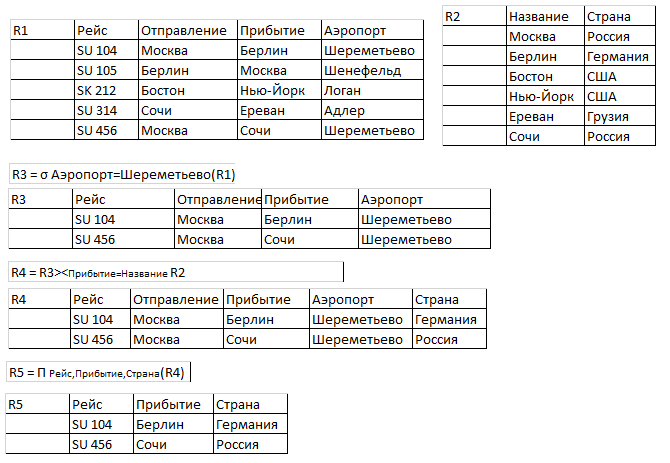 R1 Рейс Отправление Прибытие Аэропорт
SU 104 Москва Берлин Шереметьево
SU 105 Берлин Москва Шенефельд
SK 212 Бостон Нью-Йорк Логан
SU 314 Сочи Ереван Адлер
SU 456 Москва Сочи Шереметьево
R2 Название Страна
Москва Россия
Берлин Германия
Бостон США
Нью-Йорк США
Ереван Грузия
Сочи Россия
R3 = σ Аэропорт=Шереметьево(R1)
R3 Рейс Отправление Прибытие Аэропорт
SU 104 Москва Берлин Шереметьево
SU 456 Москва Сочи Шереметьево
R4 = R3><Прибытие=Название R2
R4 Рейс Отправление Прибытие Аэропорт Страна
SU 104 Москва Берлин Шереметьево Германия
SU 456 Москва Сочи Шереметьево Россия
R5 = П Рейс,Прибытие,Страна(R4)
R5 Рейс Прибытие Страна
SU 104 Берлин Германия
SU 456 Сочи Россия